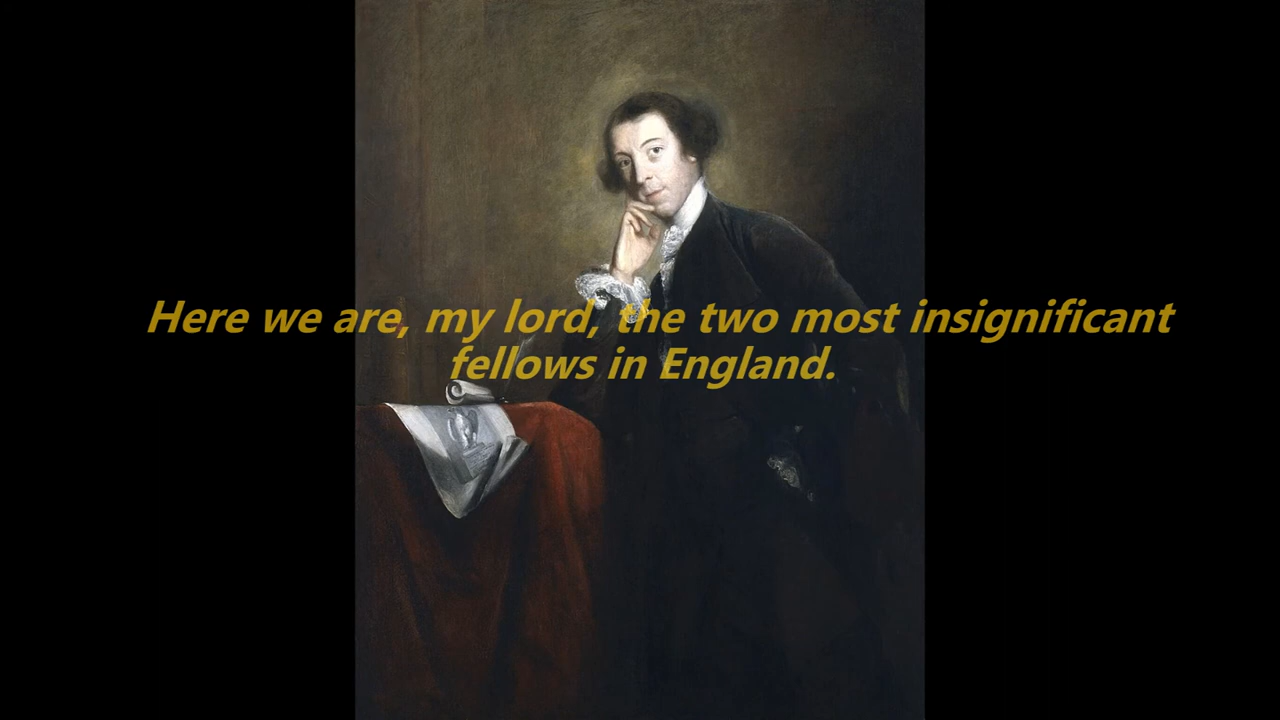 Here we are, my lord, the two most insignificant
fellows in England.